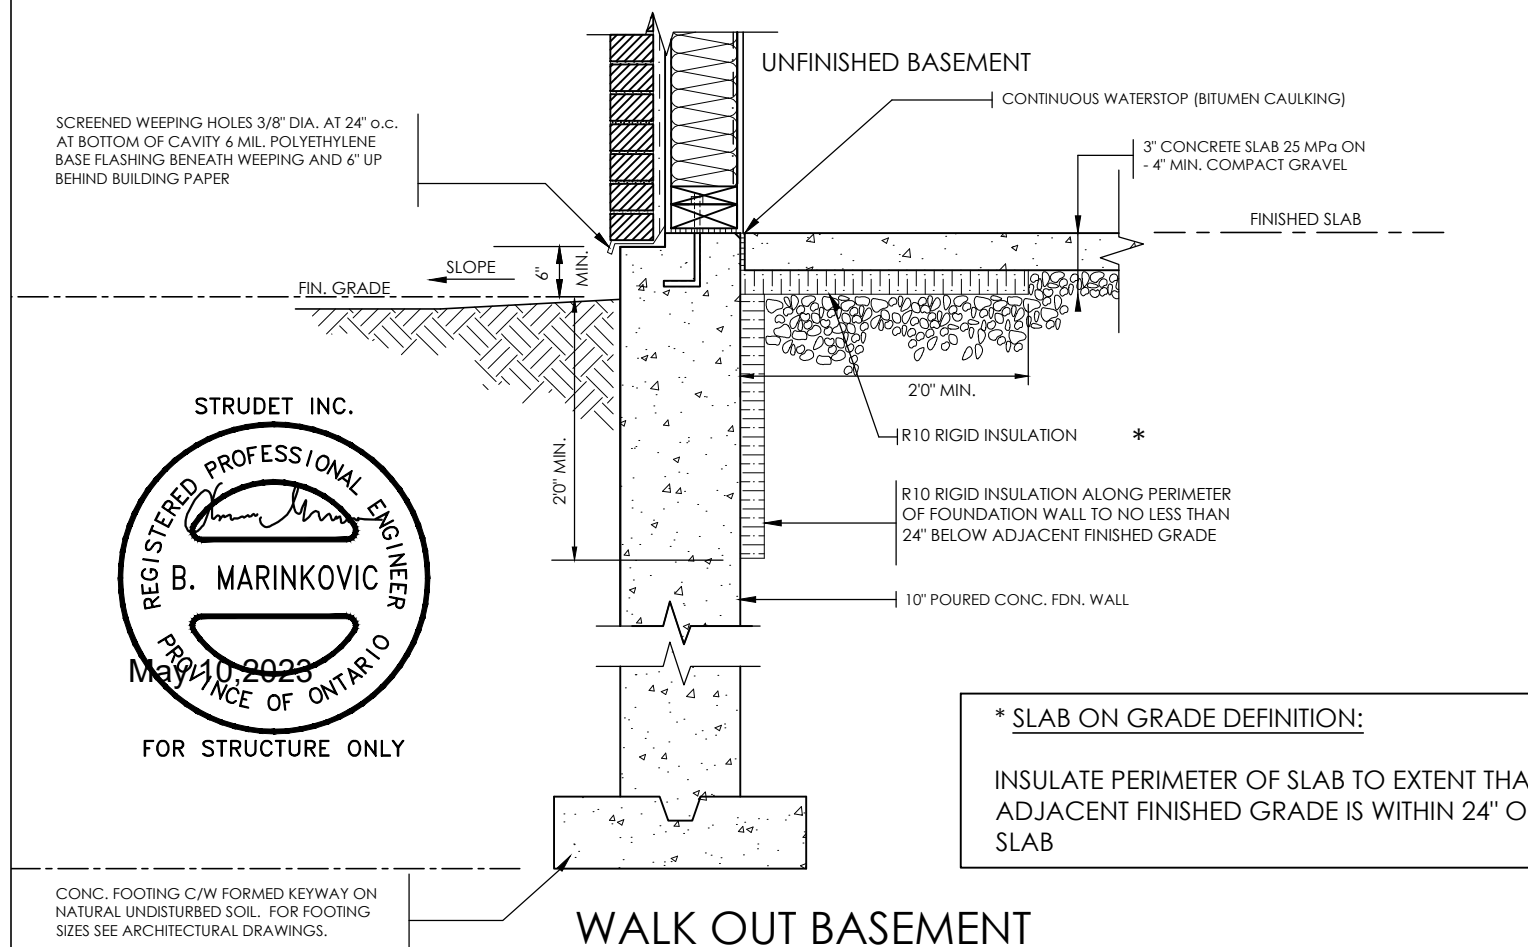 UNFINISHED BASEMENT
CONTINUOUS WATERSTOP (BITUMEN CAULKING)
SCREENED WEEPING HOLES 3/8" DIA. AT 24" o.c.
AT BOTTOM OF CAVITY 6 MIL. POLYETHYLENE
BASE FLASHING BENEATH WEEPING AND 6" UP
BEHIND BUILDING PAPER
3" CONCRETE SLAB 25 MPa ON
- 4" MIN. COMPACT GRAVEL
FINISHED SLAB
SLOPE
6"
MIN.
FIN. GRADE
2'0" MIN.
R10 RIGID INSULATION *
2'0" MIN.
R10 RIGID INSULATION ALONG PERIMETER
OF FOUNDATION WALL TO NO LESS THAN
24" BELOW ADJACENT FINISHED GRADE
10" POURED CONC. FDN. WALL
STRUDET INC.
REGISTERED PROFESSIONAL ENGINEER
B. MARINKOVIC
May 10,2023
PROVINCE OF ONTARIO
FOR STRUCTURE ONLY
* SLAB ON GRADE DEFINITION:
INSULATE PERIMETER OF SLAB TO EXTENT THA
ADJACENT FINISHED GRADE IS WITHIN 24" O
SLAB
CONC. FOOTING C/W FORMED KEYWAY ON
NATURAL UNDISTURBED SOIL. FOR FOOTING
SIZES SEE ARCHITECTURAL DRAWINGS.
WALK OUT BASEMENT